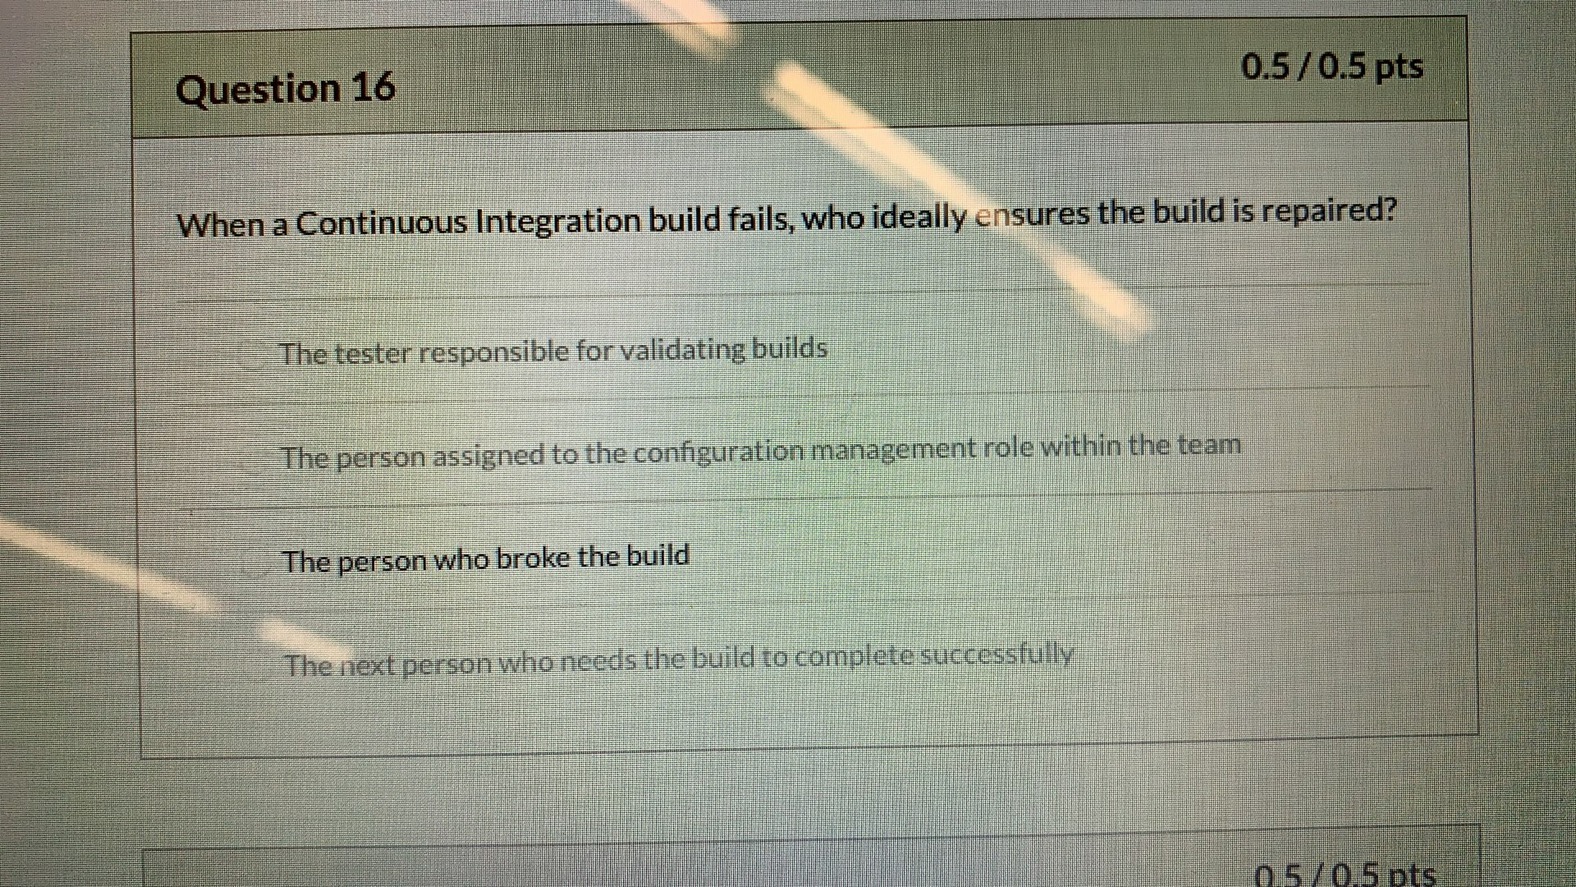 Question 16
0.5 / 0.5 pts
When a Continuous Integration build fails, who ideally ensures the build is repaired?
The tester responsible for validating builds
The person assigned to the configuration management role within the team
The person who broke the build
The next person who needs the build to complete successfully
0.5 / 0.5 pts